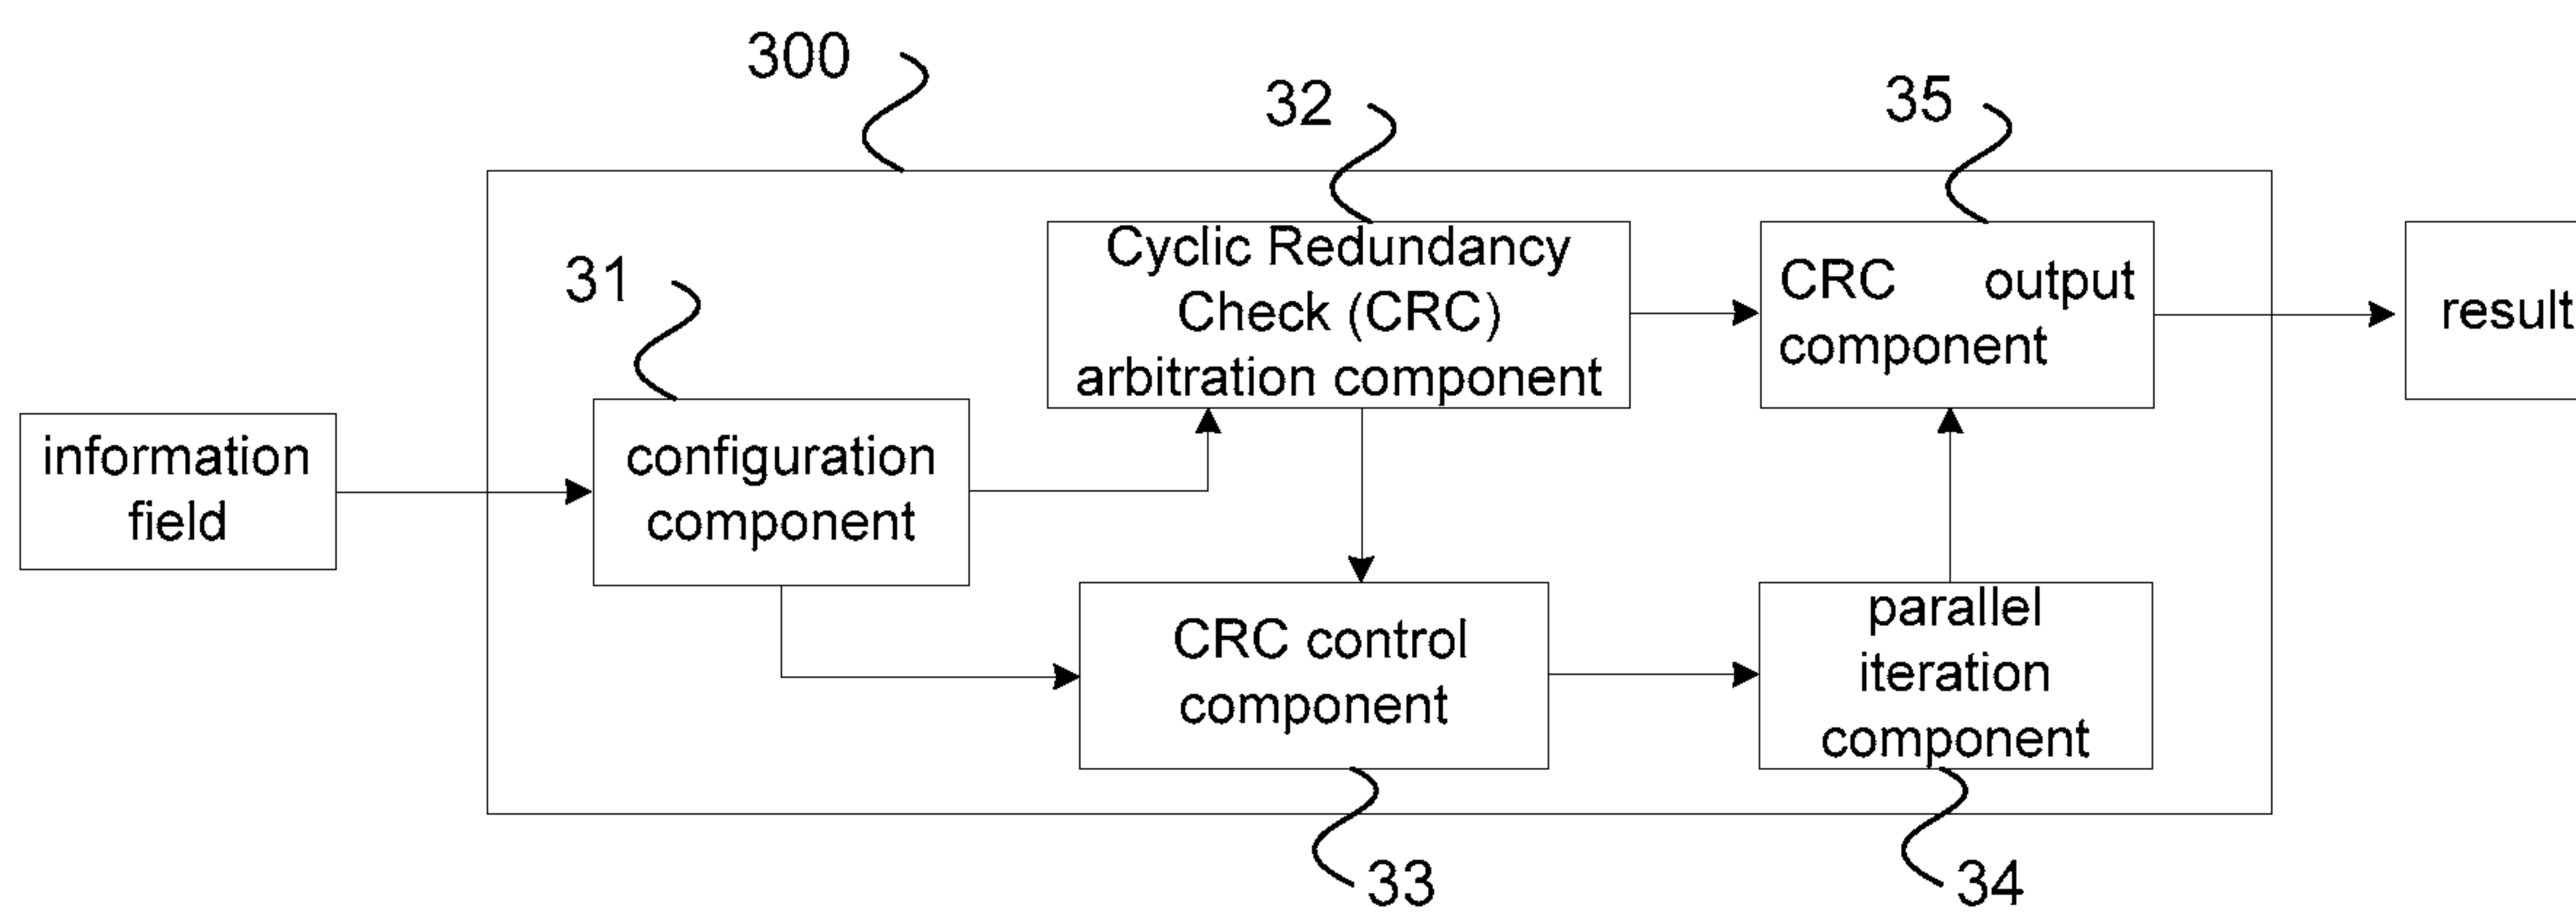 300
32
35
31
Cyclic Redundancy
Check (CRC)
arbitration component
CRC output
component
result
information
field
configuration
component
CRC control
component
parallel
iteration
component
33
34